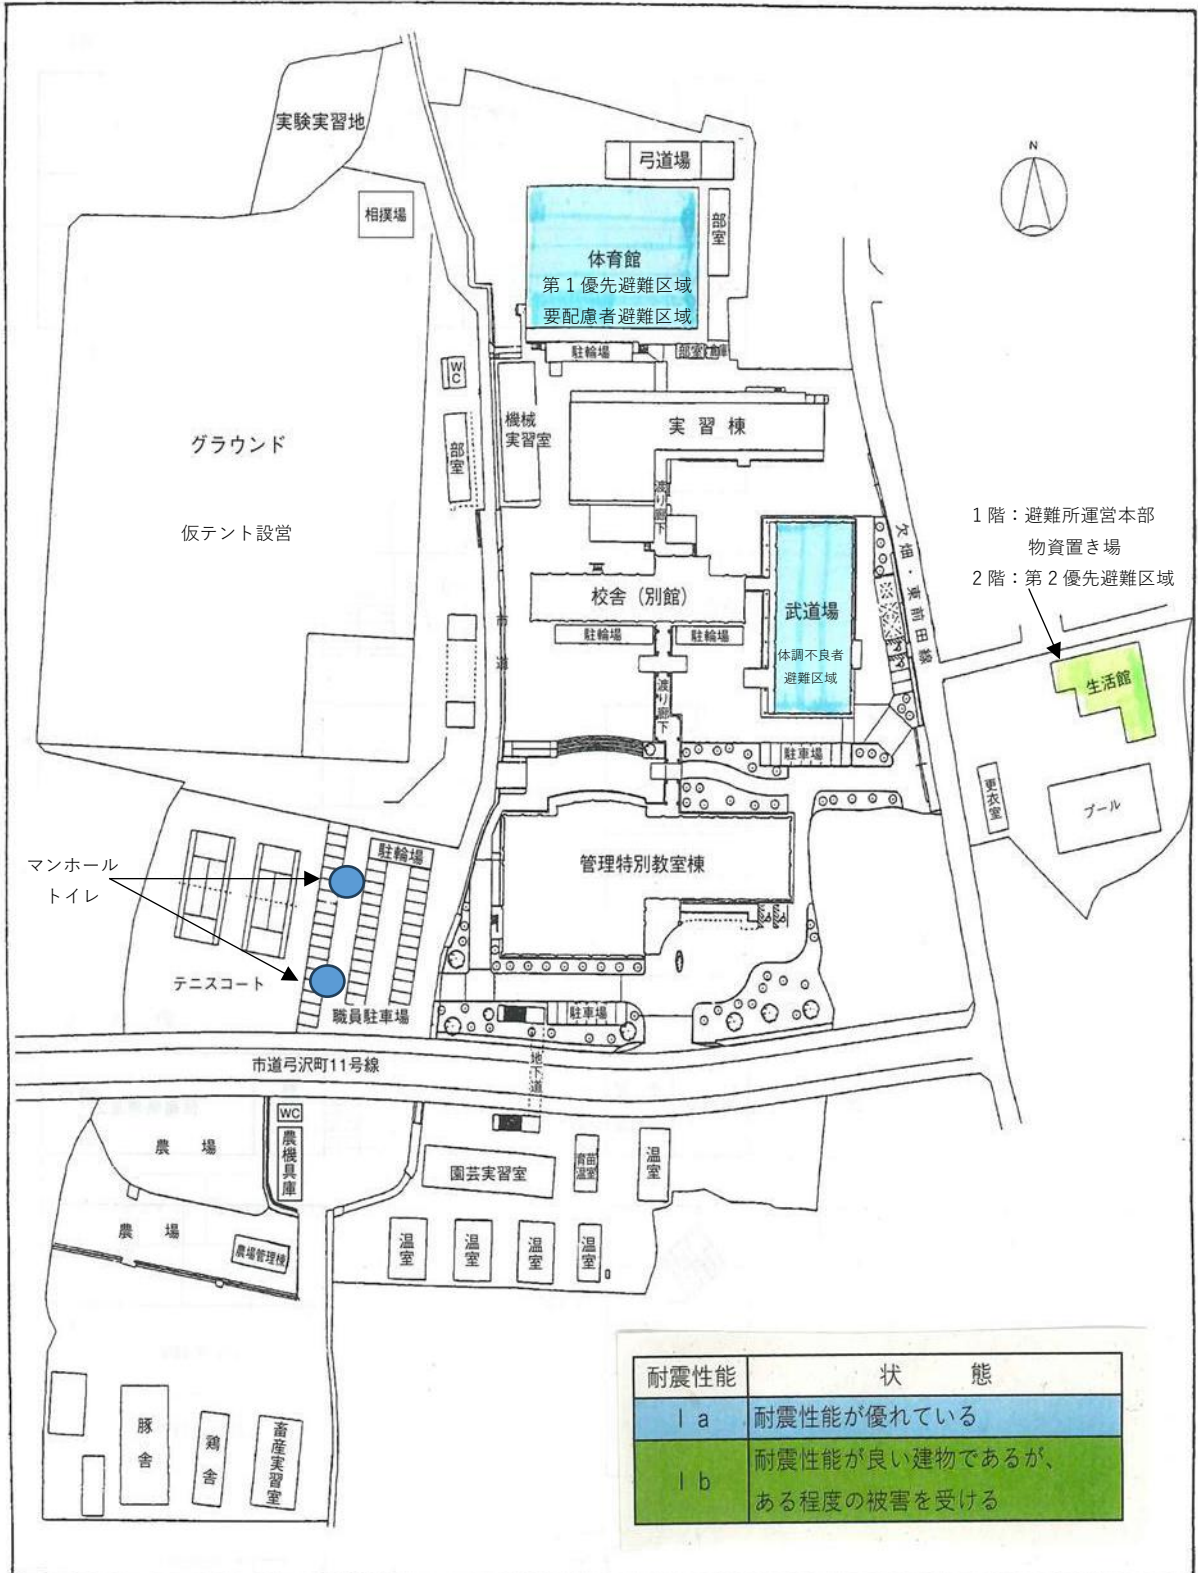 実験実習地
N
弓道場
相撲場
部室
体育館
第1優先避難区域
要配慮者避難区域
駐輪場
部室
倉庫
WC
機械
実習室
実習棟
グラウンド
部室
渡り廊下
仮テント設営
1階：避難所運営本部
物資置き場
2階：第2優先避難区域
欠畑・東前田線
校舎（別館）
武道場
駐輪場
駐輪場
市道
体調不良者
避難区域
生活館
渡り廊下
駐車場
更衣室
プール
駐輪場
マンホール
トイレ
管理特別教室棟
テニスコート
職員駐車場
駐車場
市道弓沢町11号線
地下道
WC
農場
農機具庫
園芸実習室
育苗
温室
温室
農場
農場管理棟
温室
温室
温室
温室
豚舎
鶏舎
畜産実習室
耐震性能 状態
Ⅰa 耐震性能が優れている
Ⅰb 耐震性能が良い建物であるが、
ある程度の被害を受ける